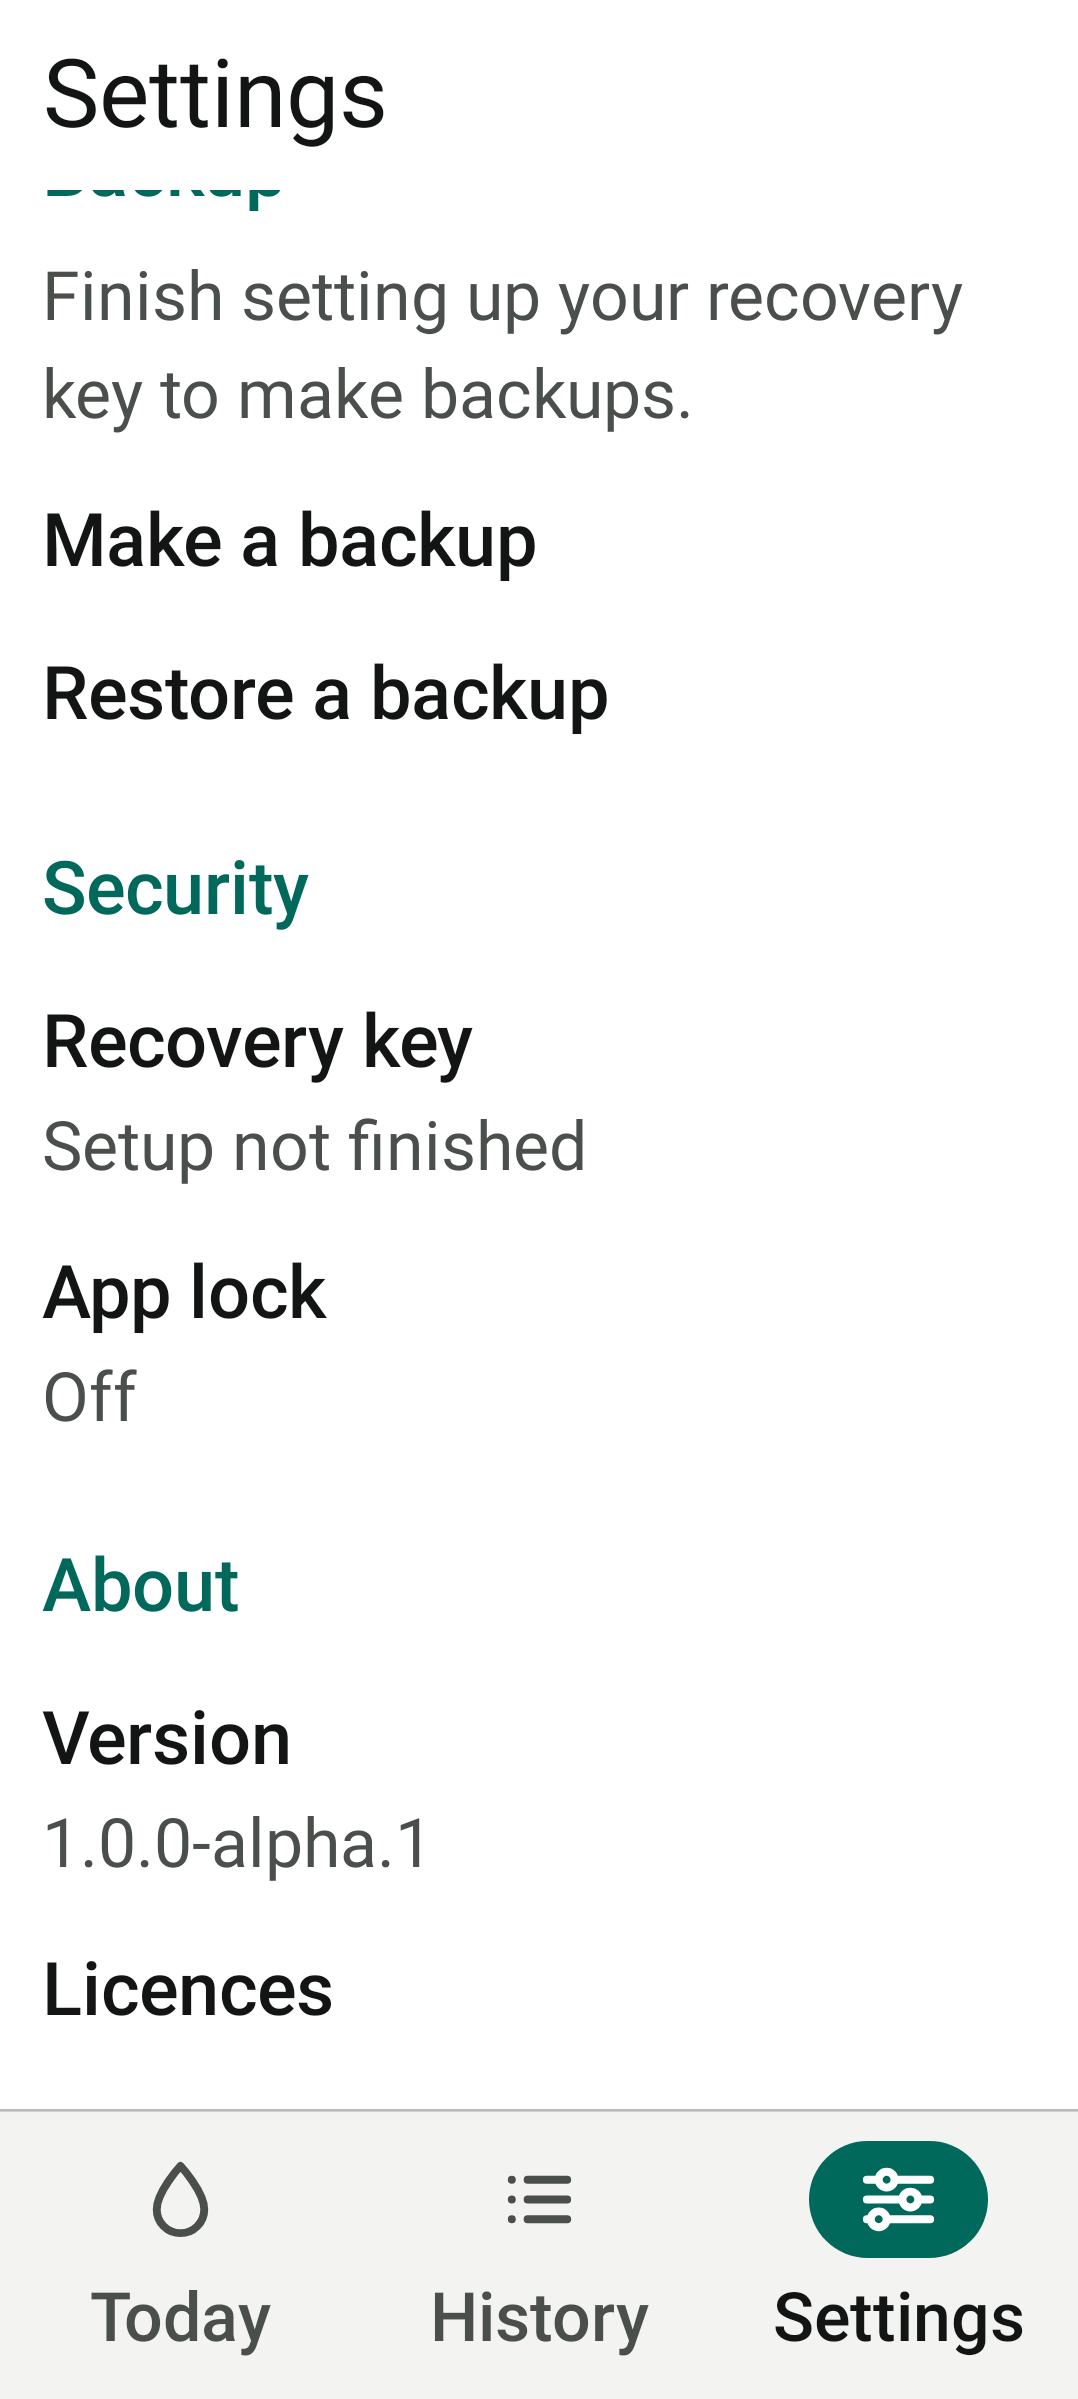 Settings
Backup
Finish setting up your recovery
key to make backups.
Make a backup
Restore a backup
Security
Recovery key
Setup not finished
App lock
Off
About
Version
1.0.0-alpha.1
Licences
Today
History
Settings